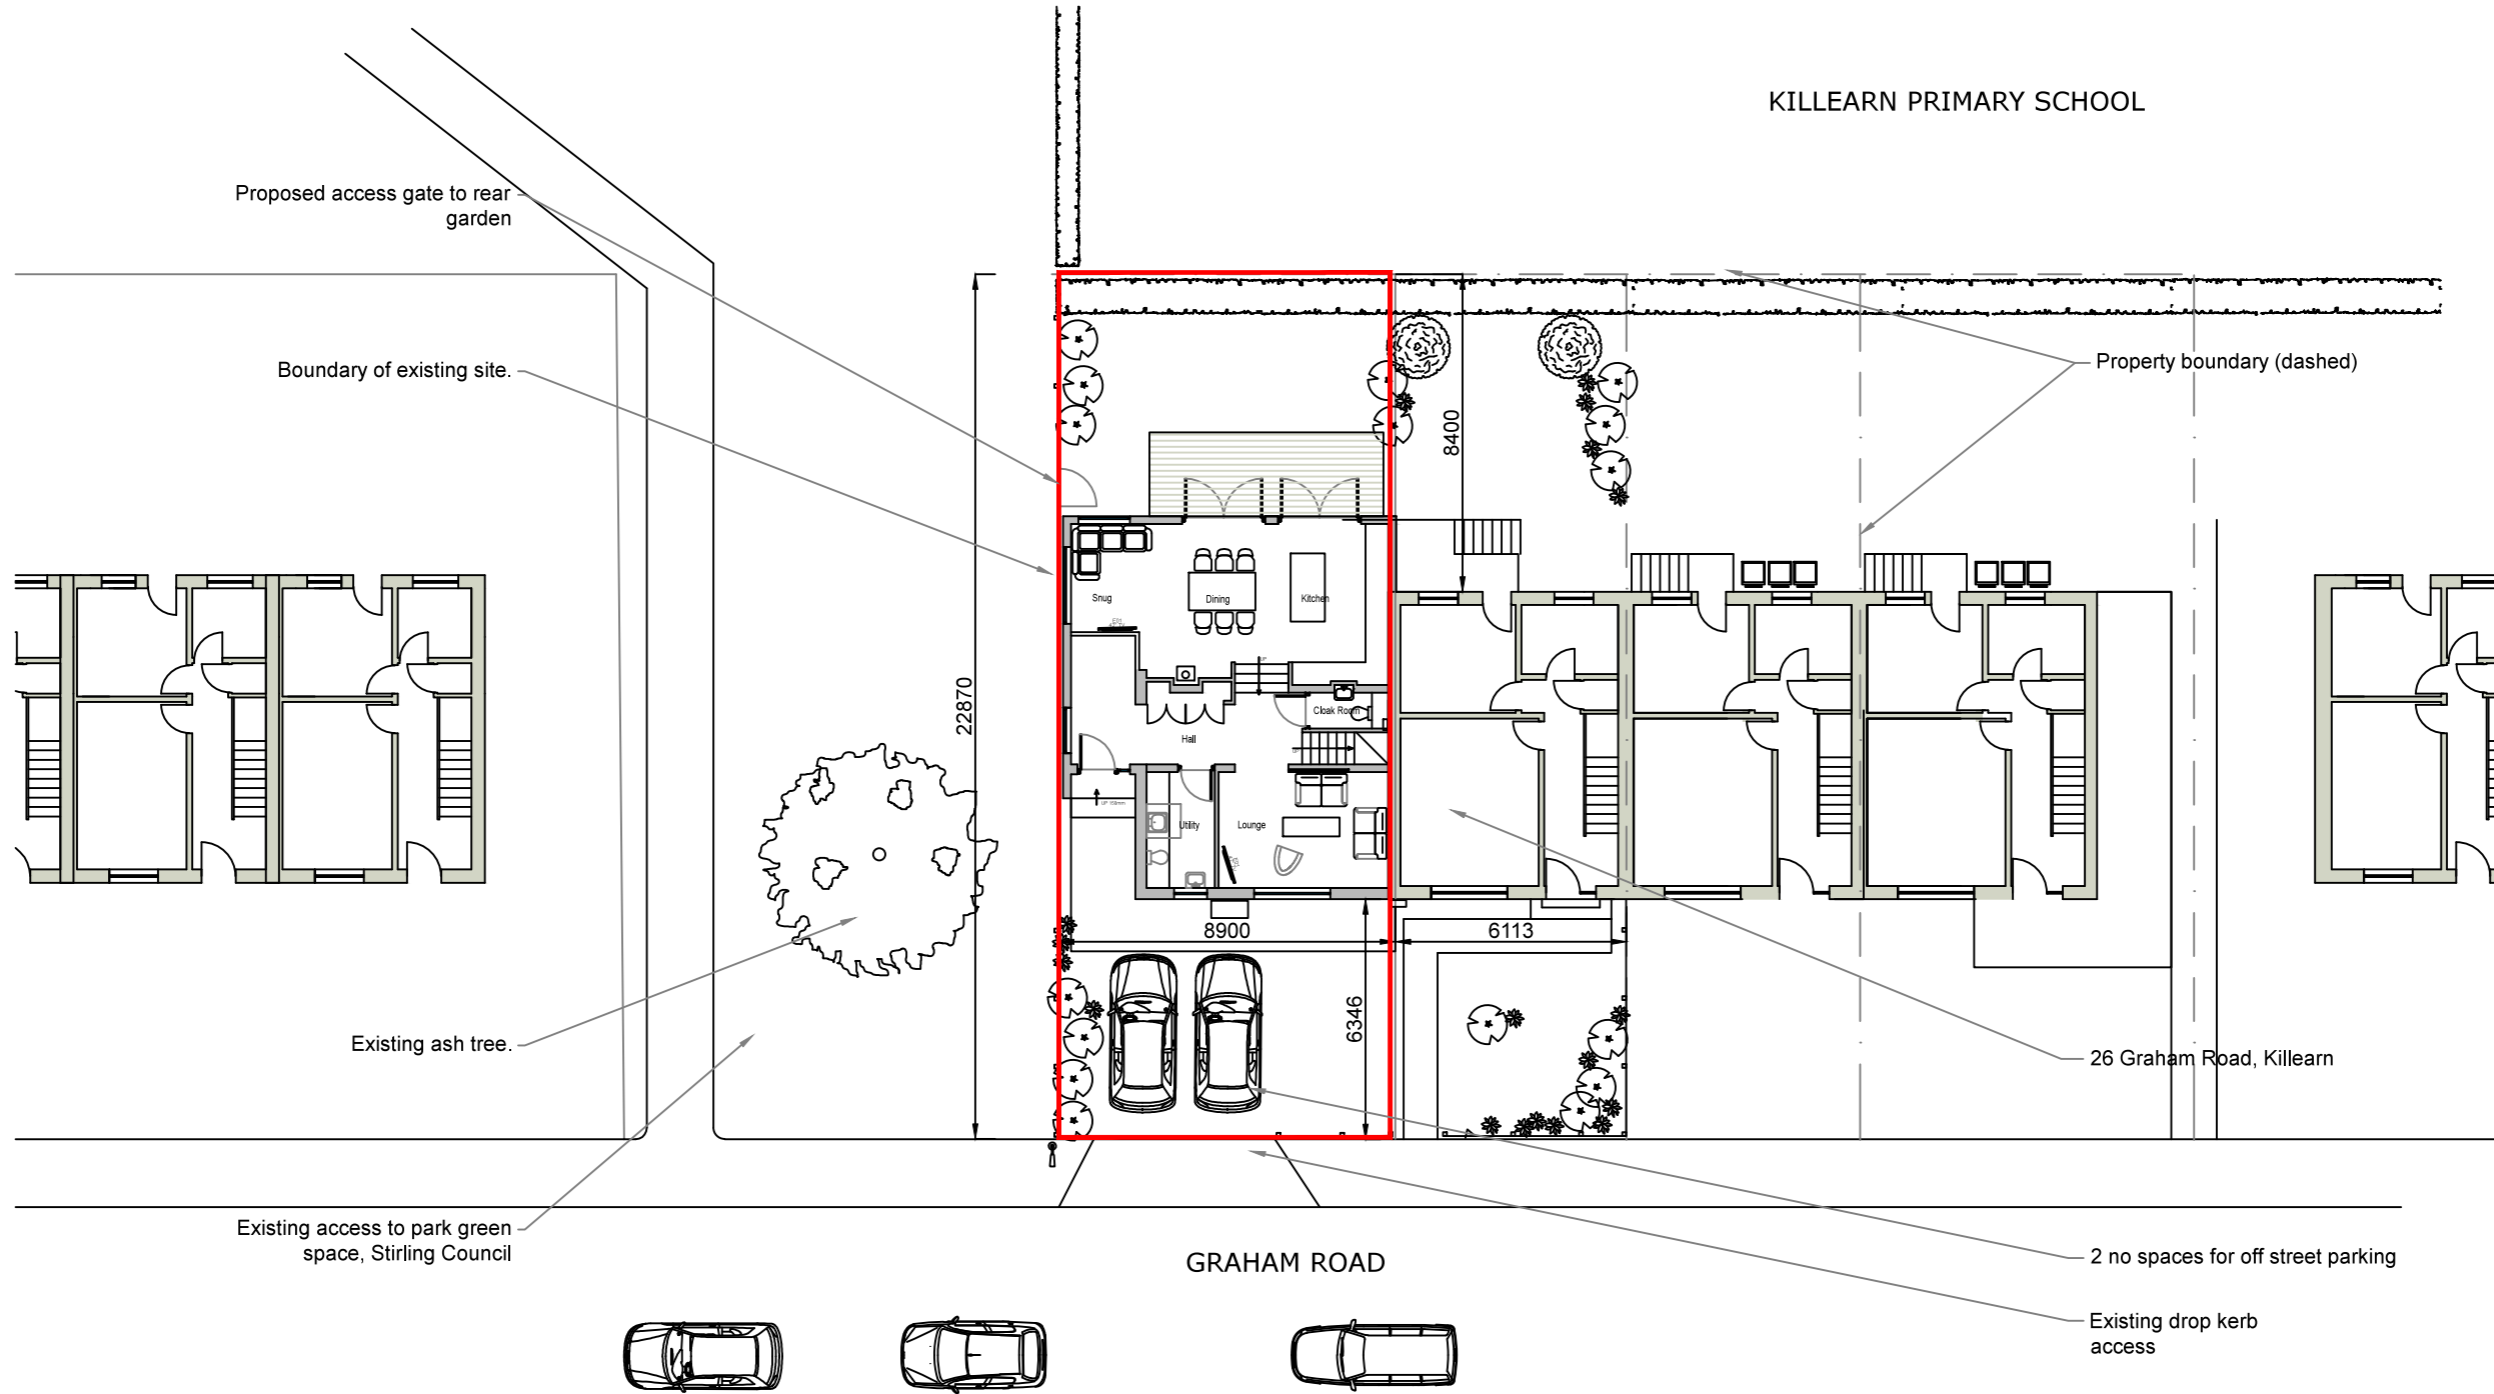 KILLEARN PRIMARY SCHOOL
Proposed access gate to rear
garden
Boundary of existing site.
Property boundary (dashed)
8400
22870
Snug
Dining
Kitchen
Cloak Room
Hall
Utility
Lounge
8900
6113
6346
Existing ash tree.
26 Graham Road, Killearn
Existing access to park green
space, Stirling Council
GRAHAM ROAD
2 no spaces for off street parking
Existing drop kerb
access